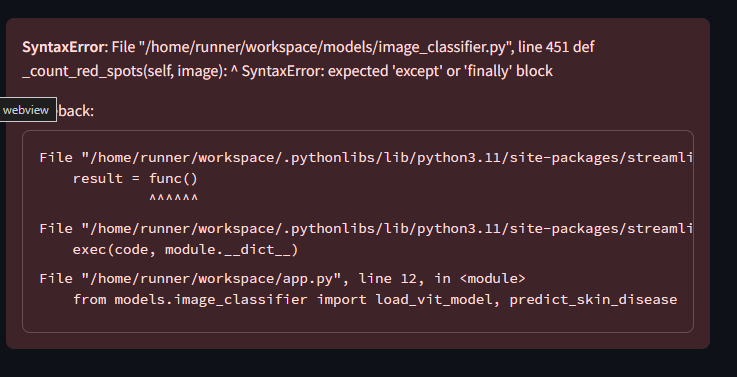 SyntaxError: File "/home/runner/workspace/models/image_classifier.py", line 451 def
_count_red_spots(self, image): ^ SyntaxError: expected 'except' or 'finally' block
webview
back:
File "/home/runner/workspace/.pythonlibs/lib/python3.11/site-packages/streamli
result = func()
^^^^^^
File "/home/runner/workspace/.pythonlibs/lib/python3.11/site-packages/streamli
exec(code, module.__dict__)
File "/home/runner/workspace/app.py", line 12, in <module>
from models.image_classifier import load_vit_model, predict_skin_disease